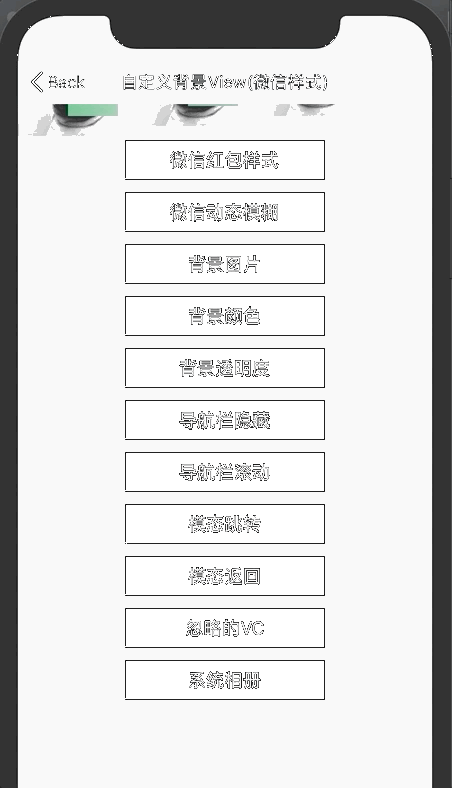 Back
自定义背景View(微信样式)
微信红包样式
微信动态模糊
背景图片
背景颜色
背景透明度
导航栏隐藏
导航栏滚动
模态跳转
模态返回
忽略的VC
系统相册